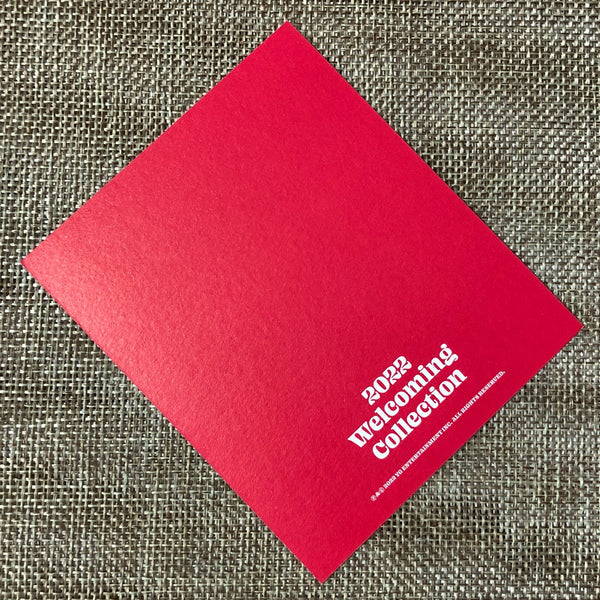 2022
Welcoming
Collection
℗ & © 2022 YG ENTERTAINMENT INC. ALL RIGHTS RESERVED.